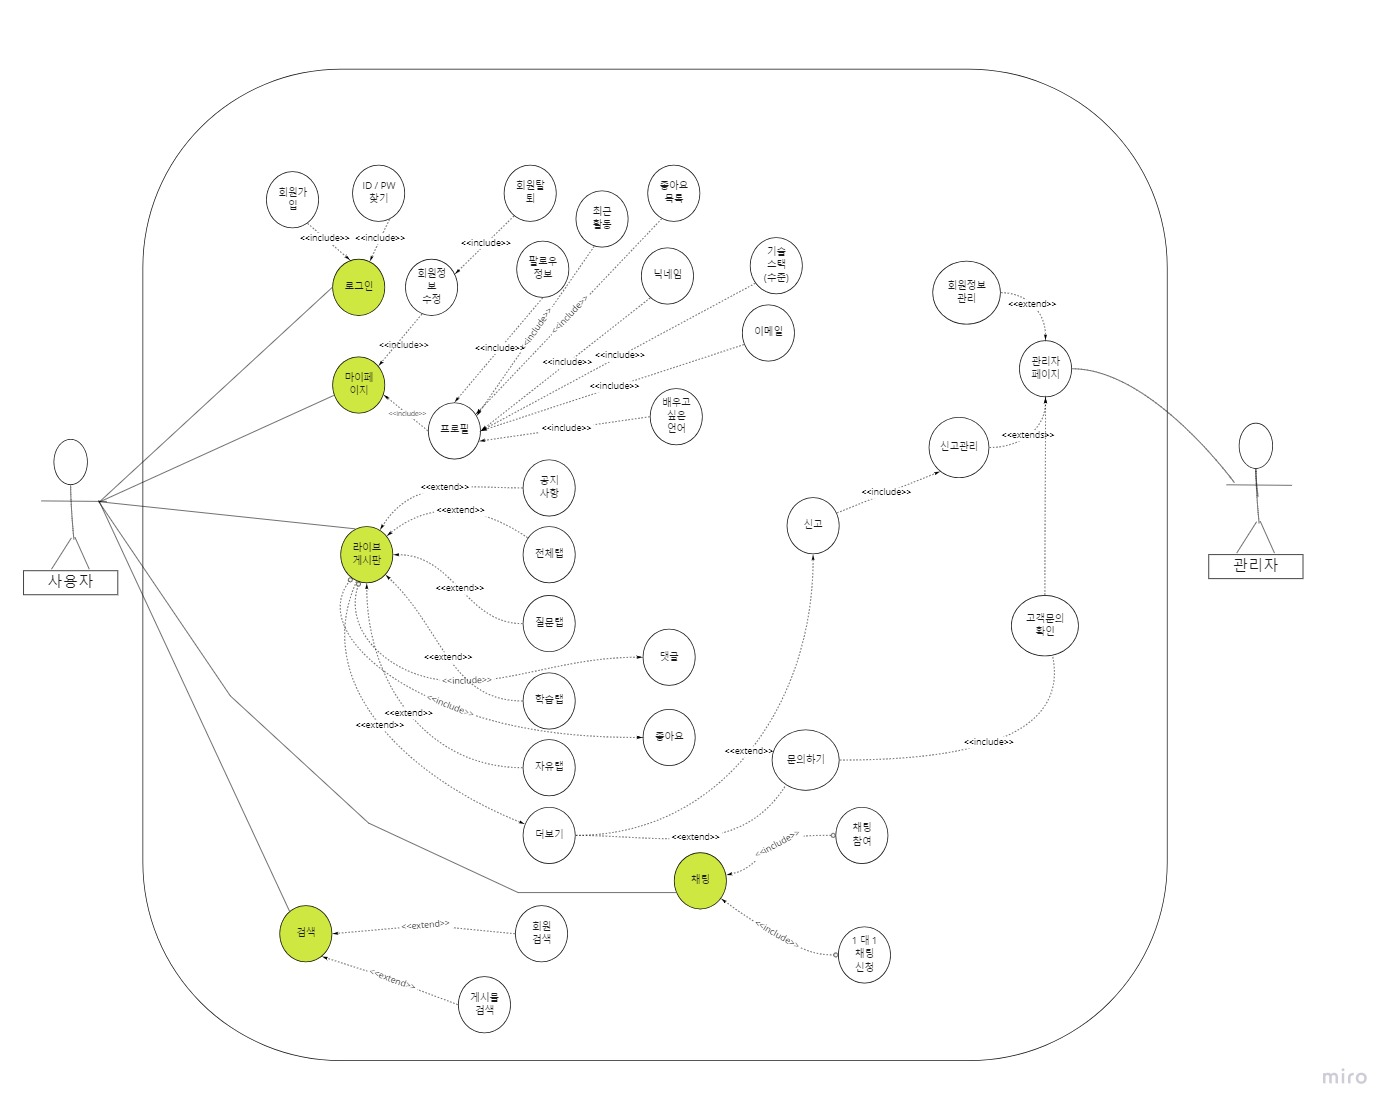 회원가
입
ID / PW
찾기
회원탈
퇴
좋아요
목록
최근
활동
<<include>>
<<include>>
<<include>>
로그인
회원정
보
수정
팔로우
정보
닉네임
기술
스택
(수준)
이메일
<<include>>
<<include>>
<<include>>
<<include>>
<<include>>
<<include>>
<<include>>
<<include>>
<<include>>
<<include>>
마이페
이지
프로필
배우고
싶은
언어
회원정보
관리
<<extend>>
관리자
페이지
신고관리
<<extends>>
<<include>>
신고
사용자
관리자
<<extend>>
공지
사항
<<extend>>
라이브
게시판
전체탭
<<extend>>
질문탭
고객문의
확인
<<extend>>
댓글
<<include>>
학습탭
<<include>>
<<extend>>
<<extend>>
좋아요
<<extend>>
문의하기
<<include>>
자유탭
더보기
<<extend>>
<<include>>
채팅
참여
채팅
<<include>>
1 대 1
채팅
신청
검색
<<extend>>
회원
검색
<<extend>>
게시물
검색
miro